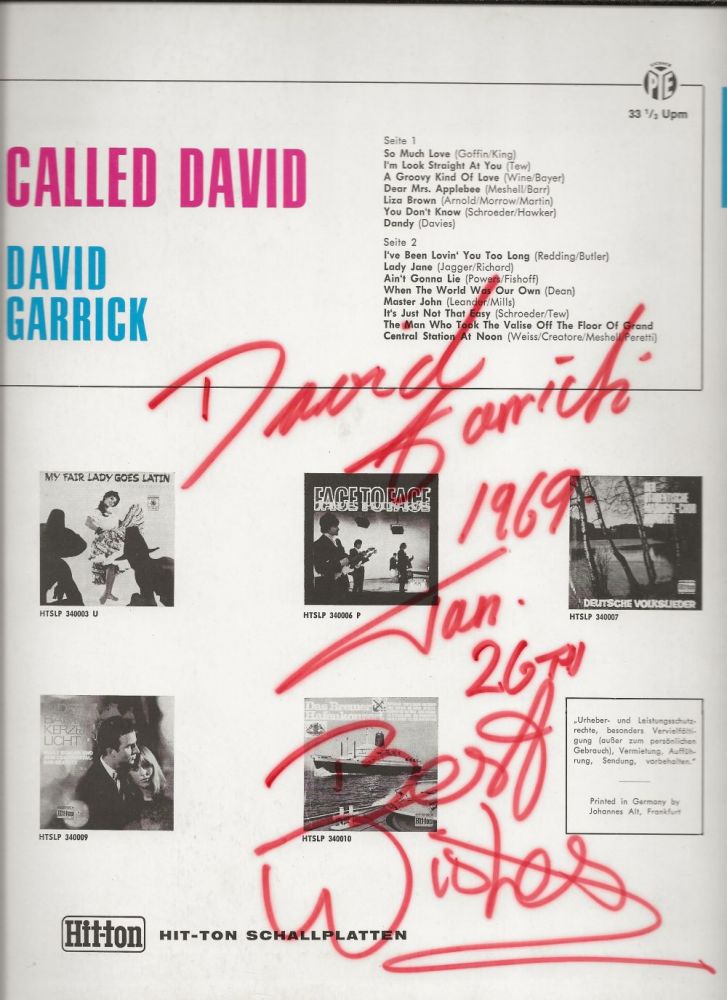 PYE
33 1/3 Upm
CALLED DAVID
DAVID
GARRICK
Seite 1
So Much Love (Goffin/King)
I'm Look Straight At You (Tew)
A Groovy Kind Of Love (Wine/Bayer)
Dear Mrs. Applebee (Meshell/Barr)
Liza Brown (Arnold/Morrow/Martin)
You Don't Know (Schroeder/Hawker)
Dandy (Davies)
Seite 2
I've Been Lovin' You Too Long (Redding/Butler)
Lady Jane (Jagger/Richard)
Ain't Gonna Lie (Powers/Fishoff)
When The World Was Our Own (Dean)
Master John (Leander/Mills)
It's Just Not That Easy (Schroeder/Tew)
The Man Who Took The Valise Off The Floor Of Grand
Central Station At Noon (Weiss/Creatore/Meshell/Peretti)
David
Garrick
1969
Jan.
26TH
Best
Wishes
MY FAIR LADY GOES LATIN
HTSLP 340003 U
FACE TO FACE
HTSLP 340006 P
DEUTSCHE VOLKSLIEDER
HTSLP 340007
KERZEN
LICHT
HTSLP 340009
Das Bremer
Hafenkonzert
Hit-ton
HTSLP 340010
„Urheber- und Leistungsschutz-
rechte, besonders Vervielfälti-
gung (außer zum persönlichen
Gebrauch), Vermietung, Auffüh-
rung, Sendung, vorbehalten."
Printed in Germany by
Johannes Alt, Frankfurt
Hit-ton HIT-TON SCHALLPLATTEN